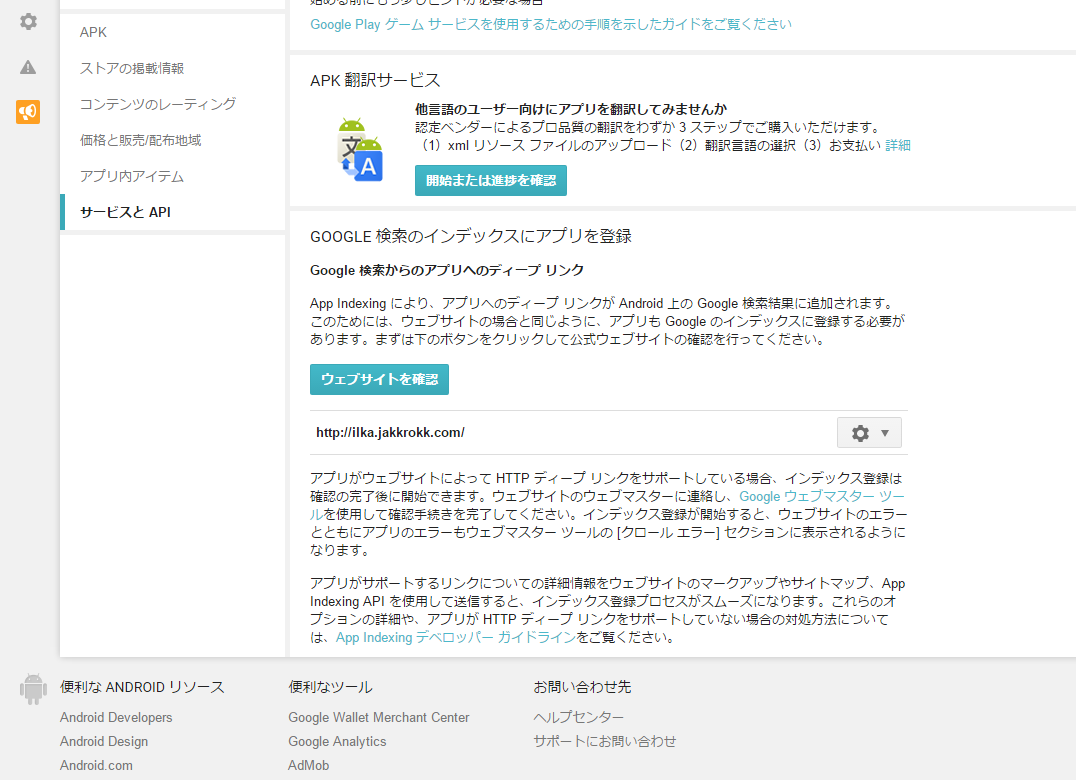 始める前にもう少しヒントが必要な場合
Google Play ゲーム サービスを使用するための手順を示したガイドをご覧ください
APK
ストアの掲載情報
コンテンツのレーティング
価格と販売/配布地域
アプリ内アイテム
サービスと API
APK 翻訳サービス
他言語のユーザー向けにアプリを翻訳してみませんか
認定ベンダーによるプロ品質の翻訳をわずか 3 ステップでご購入いただけます。
（1）xml リソース ファイルのアップロード（2）翻訳言語の選択（3）お支払い 詳細
文
A
開始または進捗を確認
GOOGLE 検索のインデックスにアプリを登録
Google 検索からのアプリへのディープ リンク
App Indexing により、アプリへのディープ リンクが Android 上の Google 検索結果に追加されます。
このためには、ウェブサイトの場合と同じように、アプリも Google のインデックスに登録する必要が
あります。まずは下のボタンをクリックして公式ウェブサイトの確認を行ってください。
ウェブサイトを確認
http://ilka.jakkrokk.com/
アプリがウェブサイトによって HTTP ディープ リンクをサポートしている場合、インデックス登録は
確認の完了後に開始できます。ウェブサイトのウェブマスターに連絡し、Google ウェブマスター ツー
ルを使用して確認手続きを完了してください。インデックス登録が開始すると、ウェブサイトのエラー
とともにアプリのエラーもウェブマスター ツールの [クロール エラー] セクションに表示されるように
なります。
アプリがサポートするリンクについての詳細情報をウェブサイトのマークアップやサイトマップ、App
Indexing API を使用して送信すると、インデックス登録プロセスがスムーズになります。これらのオ
プションの詳細や、アプリが HTTP ディープ リンクをサポートしていない場合の対処方法について
は、App Indexing デベロッパー ガイドラインをご覧ください。
便利な ANDROID リソース
Android Developers
Android Design
Android.com
便利なツール
Google Wallet Merchant Center
Google Analytics
AdMob
お問い合わせ先
ヘルプセンター
サポートにお問い合わせ